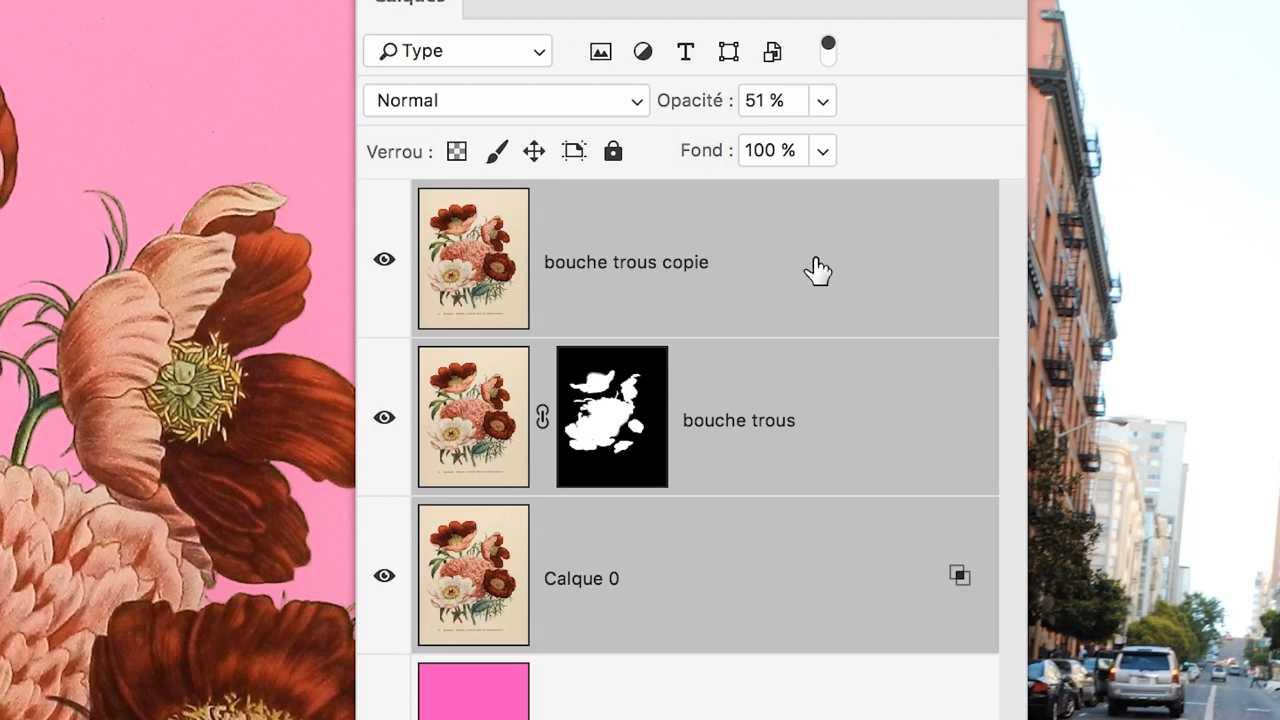 Calques
Type
Normal
Opacité :
51 %
Verrou :
Fond :
100 %
bouche trous copie
bouche trous
Calque 0